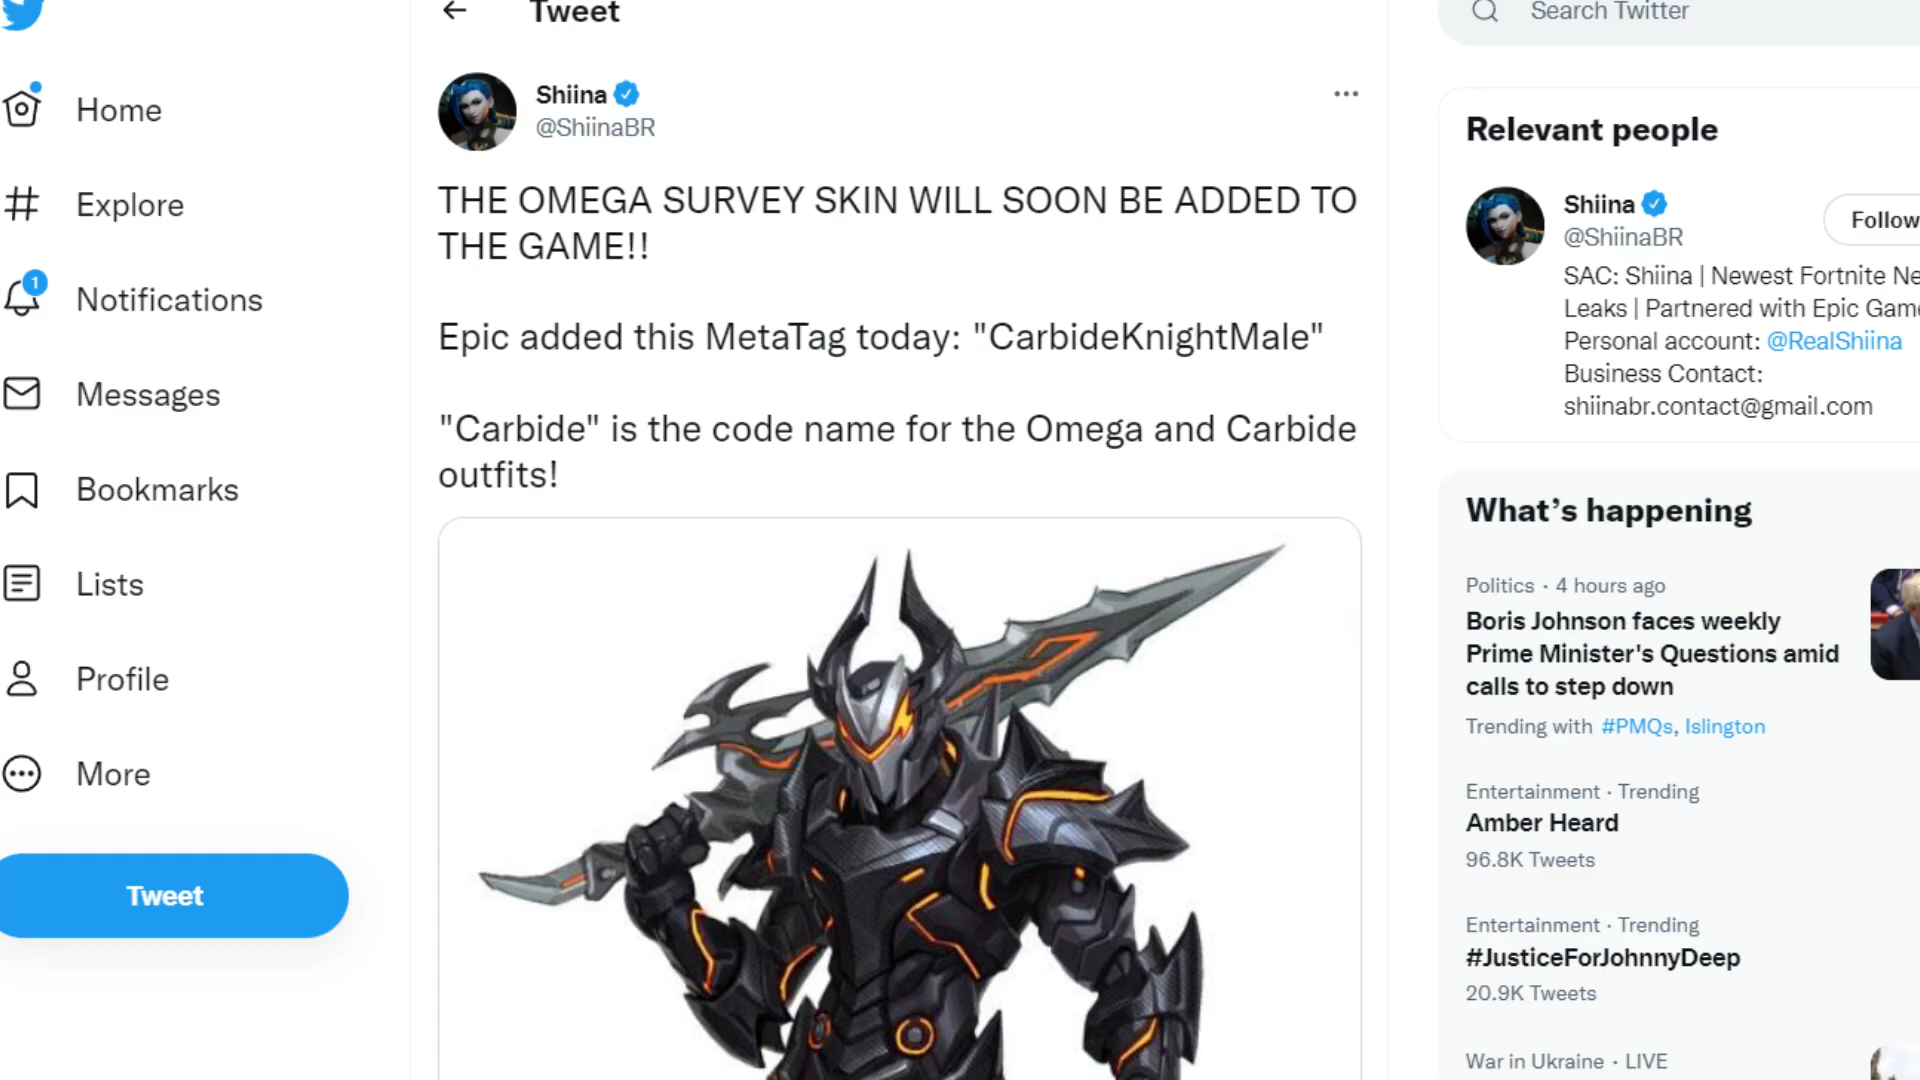 Tweet
Search Twitter
Home
Explore
1
Notifications
Messages
Bookmarks
Lists
Profile
More
Tweet
Shiina
@ShiinaBR
THE OMEGA SURVEY SKIN WILL SOON BE ADDED TO
THE GAME!!
Epic added this MetaTag today: "CarbideKnightMale"
"Carbide" is the code name for the Omega and Carbide
outfits!
Relevant people
Shiina
@ShiinaBR
Follow
SAC: Shiina | Newest Fortnite Ne
Leaks | Partnered with Epic Game
Personal account: @RealShiina
Business Contact:
shiinabr.contact@gmail.com
What's happening
Politics · 4 hours ago
Boris Johnson faces weekly
Prime Minister's Questions amid
calls to step down
Trending with #PMQs, Islington
Entertainment · Trending
Amber Heard
96.8K Tweets
Entertainment · Trending
#JusticeForJohnnyDeep
20.9K Tweets
War in Ukraine · LIVE